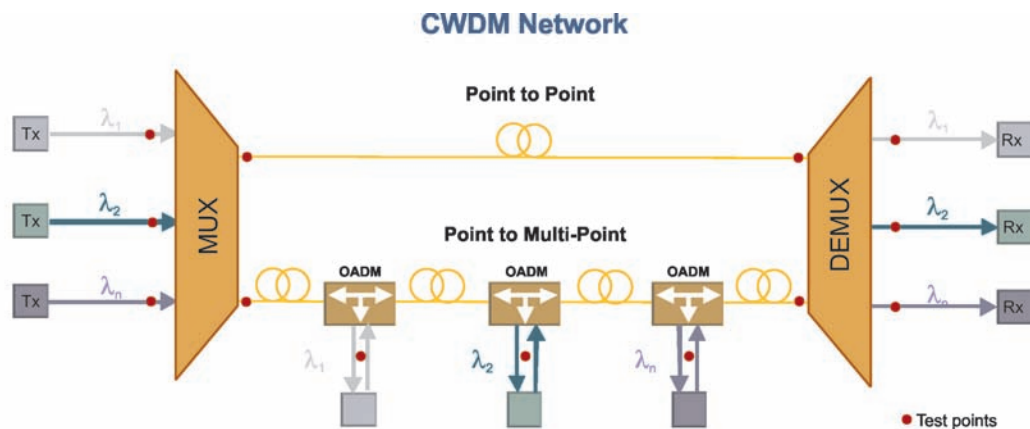 CWDM Network
Point to Point
Tx
λ1
λ1
Rx
MUX
DEMUX
Tx
λ2
λ2
Rx
Point to Multi-Point
OADM
OADM
OADM
Tx
λn
λn
Rx
λ1
λ2
λn
Test points